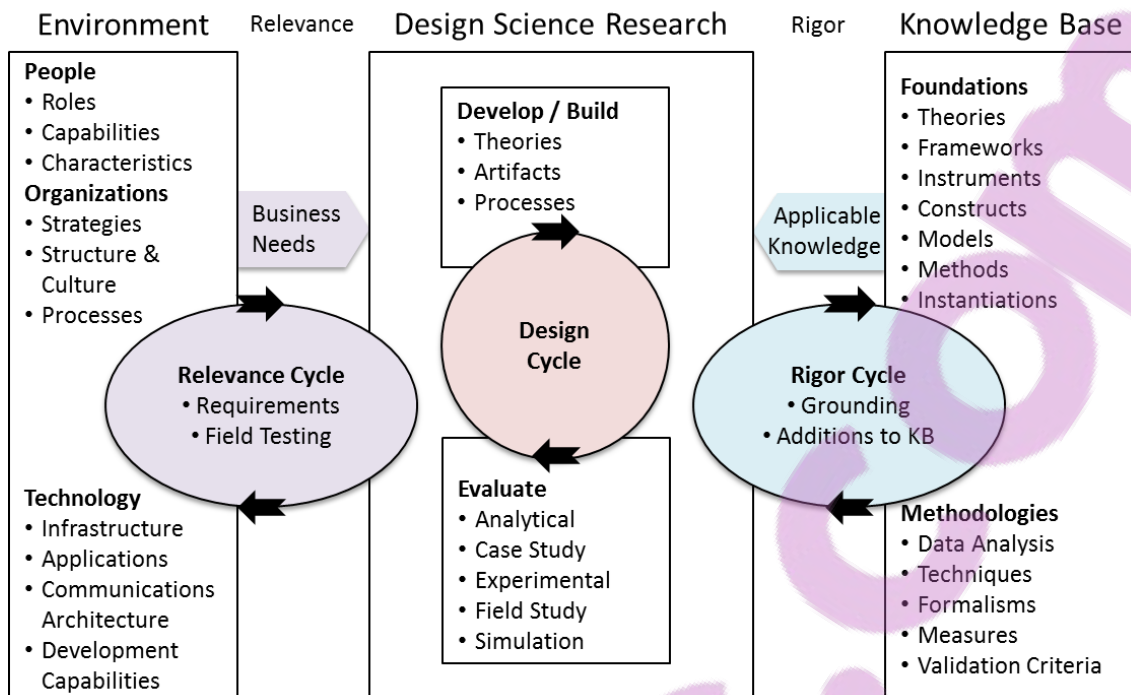 Environment
Relevance
Design Science Research
Rigor
Knowledge Base
People
• Roles
• Capabilities
• Characteristics
Organizations
• Strategies
• Structure &
Culture
• Processes
Technology
• Infrastructure
• Applications
• Communications
Architecture
• Development
Capabilities
Business
Needs
Relevance Cycle
• Requirements
• Field Testing
Develop / Build
• Theories
• Artifacts
• Processes
Design
Cycle
Evaluate
• Analytical
• Case Study
• Experimental
• Field Study
• Simulation
Applicable
Knowledge
Rigor Cycle
• Grounding
• Additions to KB
Foundations
• Theories
• Frameworks
• Instruments
• Constructs
• Models
• Methods
• Instantiations
Methodologies
• Data Analysis
• Techniques
• Formalisms
• Measures
• Validation Criteria